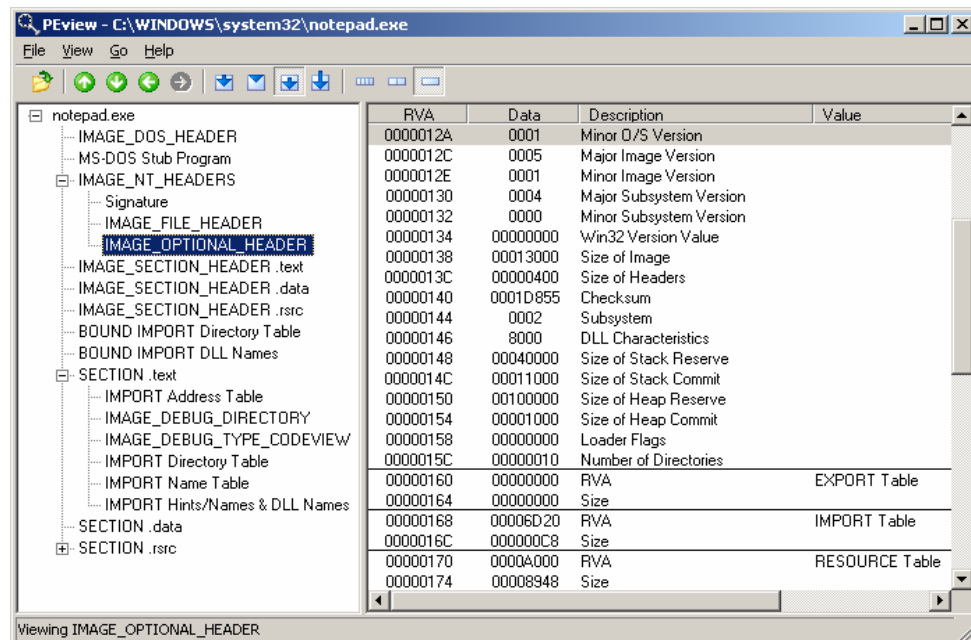 PEview - C:\WINDOWS\system32\notepad.exe
File View Go Help
notepad.exe
IMAGE_DOS_HEADER
MS-DOS Stub Program
IMAGE_NT_HEADERS
Signature
IMAGE_FILE_HEADER
IMAGE_OPTIONAL_HEADER
IMAGE_SECTION_HEADER .text
IMAGE_SECTION_HEADER .data
IMAGE_SECTION_HEADER .rsrc
BOUND IMPORT Directory Table
BOUND IMPORT DLL Names
SECTION .text
IMPORT Address Table
IMAGE_DEBUG_DIRECTORY
IMAGE_DEBUG_TYPE_CODEVIEW
IMPORT Directory Table
IMPORT Name Table
IMPORT Hints/Names & DLL Names
SECTION .data
SECTION .rsrc
RVA Data Description Value
0000012A 0001 Minor O/S Version
0000012C 0005 Major Image Version
0000012E 0001 Minor Image Version
00000130 0004 Major Subsystem Version
00000132 0000 Minor Subsystem Version
00000134 00000000 Win32 Version Value
00000138 00013000 Size of Image
0000013C 00000400 Size of Headers
00000140 0001D855 Checksum
00000144 0002 Subsystem
00000146 8000 DLL Characteristics
00000148 00040000 Size of Stack Reserve
0000014C 00011000 Size of Stack Commit
00000150 00100000 Size of Heap Reserve
00000154 00001000 Size of Heap Commit
00000158 00000000 Loader Flags
0000015C 00000010 Number of Directories
00000160 00000000 RVA EXPORT Table
00000164 00000000 Size
00000168 00006D20 RVA IMPORT Table
0000016C 000000C8 Size
00000170 0000A000 RVA RESOURCE Table
00000174 00008948 Size
Viewing IMAGE_OPTIONAL_HEADER